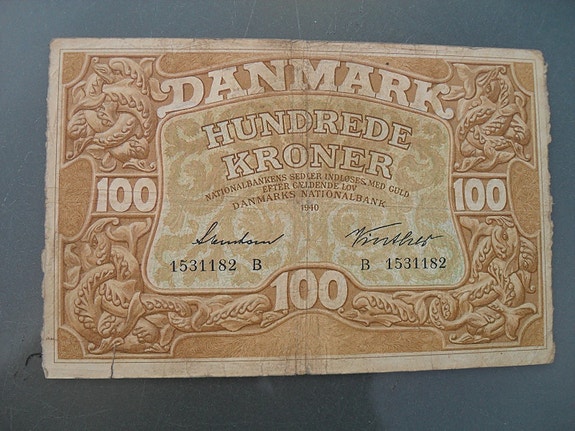 DANMARK
HUNDREDE
KRONER
NATIONALBANKENS SEDLER INDLØSES MED GULD
EFTER GÆLDENDE LOV
DANMARKS NATIONALBANK
1940
100 100
1531182 B B 1531182
100